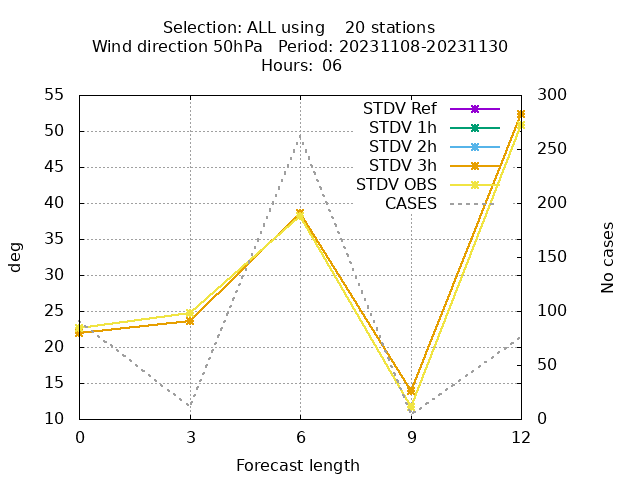 Selection: ALL using    20 stations
Wind direction 50hPa   Period: 20231108-20231130
Hours: 06
STDV Ref
STDV 1h
STDV 2h
STDV 3h
STDV OBS
CASES
55
50
45
40
35
30
25
20
15
10
deg
300
250
200
150
100
50
0
No cases
0 3 6 9 12
Forecast length